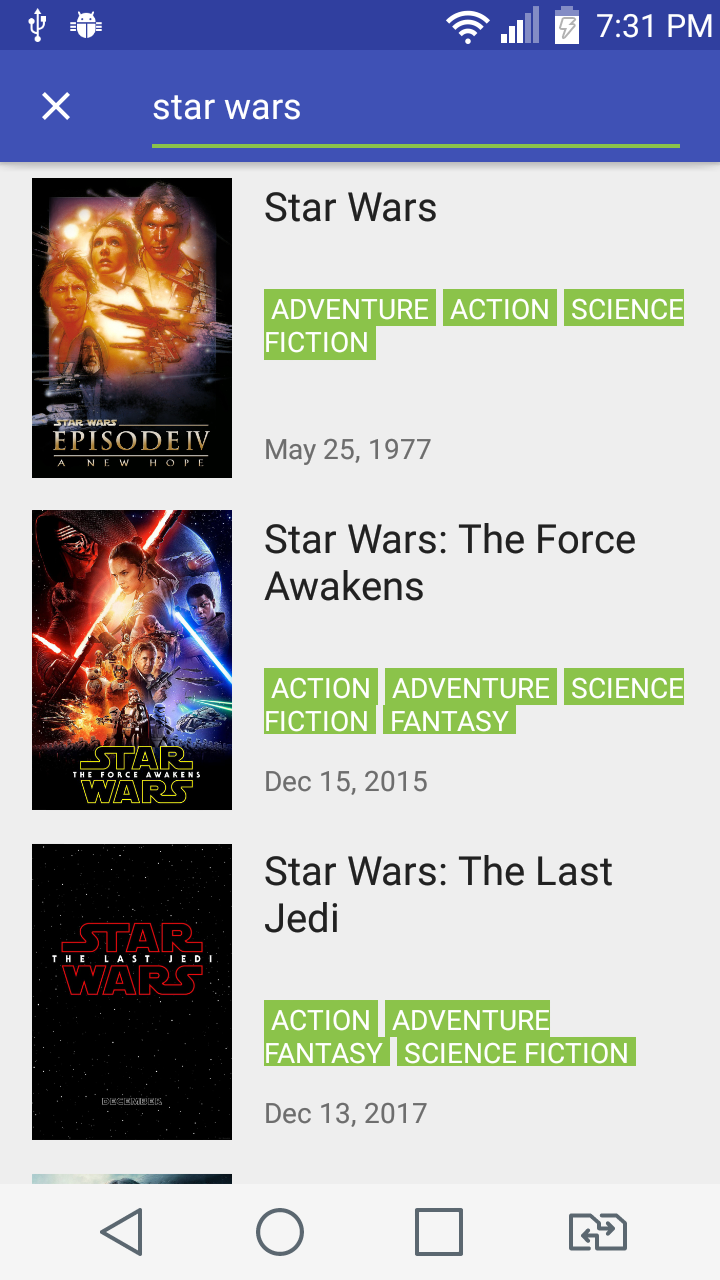 7:31 PM
star wars
Star Wars
ADVENTURE ACTION SCIENCE
FICTION
May 25, 1977
STAR WARS
EPISODE IV
A NEW HOPE
Star Wars: The Force
Awakens
ACTION ADVENTURE SCIENCE
FICTION FANTASY
Dec 15, 2015
STAR
THE FORCE AWAKENS
WARS
Star Wars: The Last
Jedi
ACTION ADVENTURE
FANTASY SCIENCE FICTION
Dec 13, 2017
STAR
THE LAST JEDI
WARS
DECEMBER